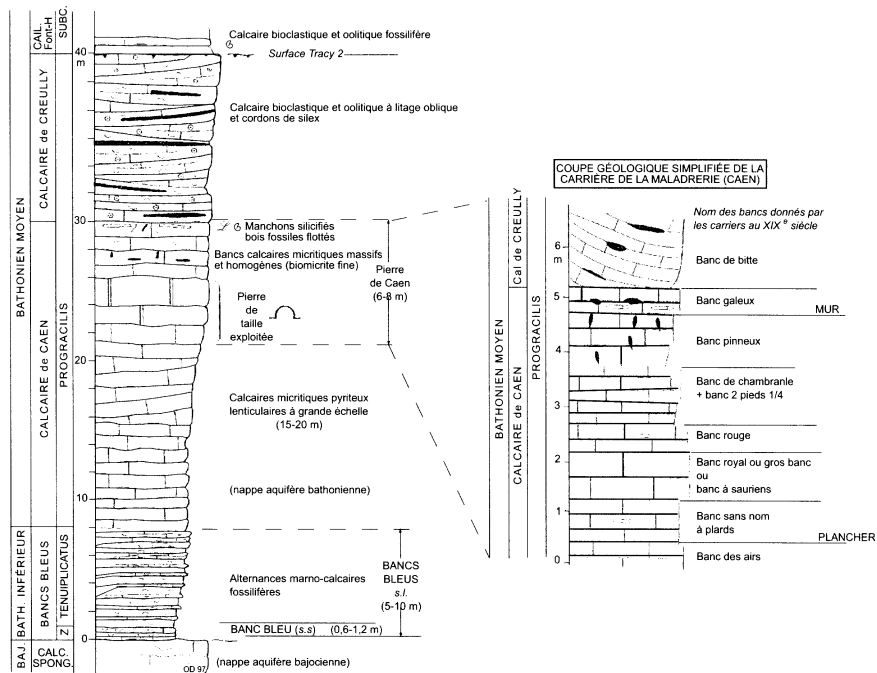 CAIL.
Font-H
SUBC.
40
m
Calcaire bioclastique et oolitique fossilifère
Surface Tracy 2
BATHONIEN MOYEN
CALCAIRE de CREULLY
Calcaire bioclastique et oolitique à litage oblique
et cordons de silex
30
CALCAIRE de CAEN
PROGRACILIS
Manchons silicifiés
bois fossiles flottés
Bancs calcaires micritiques massifs
et homogènes (biomicrite fine)
Pierre
de Caen
(6-8 m)
Pierre
de
taille
exploitée
20
Calcaires micritiques pyriteux
lenticulaires à grande échelle
(15-20 m)
(nappe aquifère bathonienne)
10
BATH. INFÉRIEUR
BANCS BLEUS
TENUIPLICATUS
Z
Alternances marno-calcaires
fossilifères
BANCS
BLEUS
s.l.
(5-10 m)
BANC BLEU (s.s) (0,6-1,2 m)
0
BAJ.
CALC.
SPONG.
OD 97
(nappe aquifère bajocienne)
COUPE GÉOLOGIQUE SIMPLIFIÉE DE LA
CARRIÈRE DE LA MALADRERIE (CAEN)
BATHONIEN MOYEN
Cal de CREULLY
CALCAIRE de CAEN
PROGRACILIS
Nom des bancs donnés par
les carriers au XIXe siècle
6
m
Banc de bitte
5
Banc galeux
MUR
Banc pinneux
4
Banc de chambranle
+ banc 2 pieds 1/4
3
Banc rouge
2
Banc royal ou gros banc
ou
banc à sauriens
1
Banc sans nom
à plards
PLANCHER
0
Banc des airs